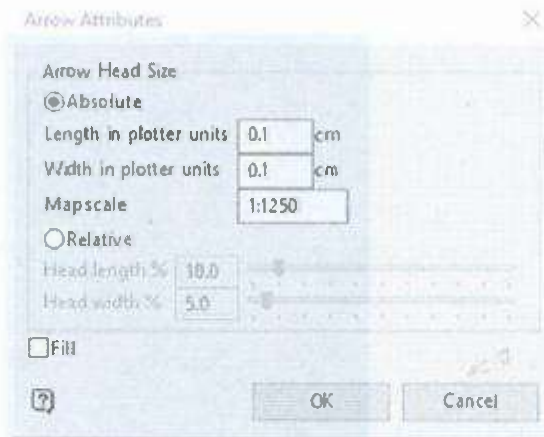 Arrow Attributes
Arrow Head Size
Absolute
Length in plotter units 0.1 cm
Width in plotter units 0.1 cm
Mapscale 1:1250
Relative
Head length % 10.0
Head width % 5.0
Fill
?
OK Cancel